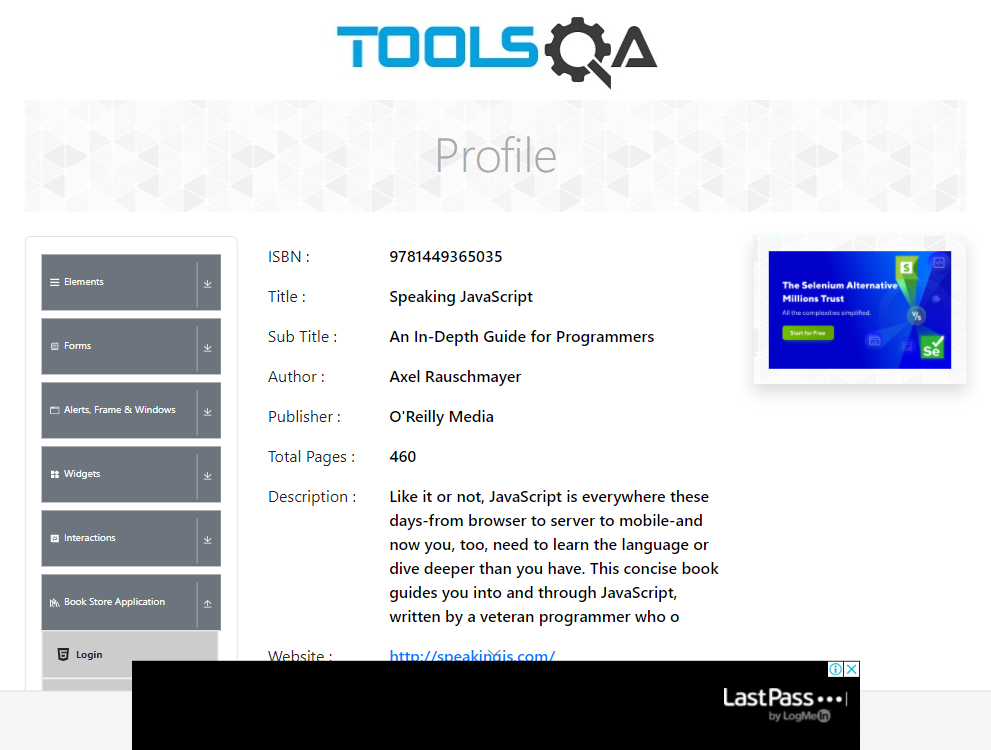 TOOLSQA
Profile
Elements
Forms
Alerts, Frame & Windows
Widgets
Interactions
Book Store Application
Login
ISBN : 9781449365035
Title : Speaking JavaScript
Sub Title : An In-Depth Guide for Programmers
Author : Axel Rauschmayer
Publisher : O'Reilly Media
Total Pages : 460
Description : Like it or not, JavaScript is everywhere these
days-from browser to server to mobile-and
now you, too, need to learn the language or
dive deeper than you have. This concise book
guides you into and through JavaScript,
written by a veteran programmer who o
Website : http://speakingjs.com/
The Selenium Alternative
Millions Trust
All the complexities simplified.
Start for Free
S
V/S
Se
LastPass•••|
by LogMeIn